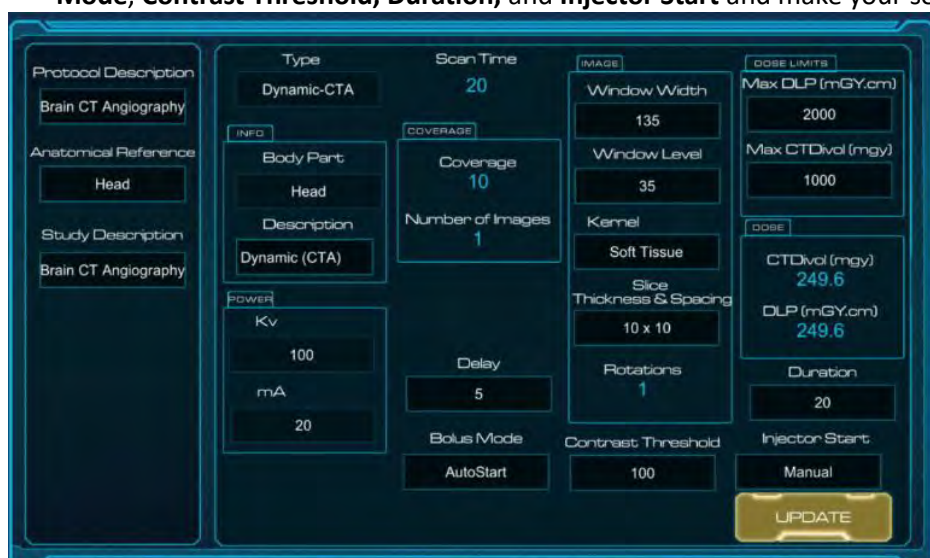 Mode, Contrast Threshold, Duration, and Injector Start and make your se
Protocol Description
Brain CT Angiography
Anatomical Reference
Head
Study Description
Brain CT Angiography
Type
Dynamic-CTA
INFO
Body Part
Head
Description
Dynamic (CTA)
POWER
Kv
100
mA
20
Scan Time
20
COVERAGE
Coverage
10
Number of Images
1
Delay
5
Bolus Mode
AutoStart
IMAGE
Window Width
135
Window Level
35
Kernel
Soft Tissue
Slice
Thickness & Spacing
10 x 10
Rotations
1
Contrast Threshold
100
DOSE LIMITS
Max DLP (mGY.cm)
2000
Max CTDivol (mgy)
1000
DOSE
CTDivol (mgy)
249.6
DLP (mGY.cm)
249.6
Duration
20
Injector Start
Manual
UPDATE